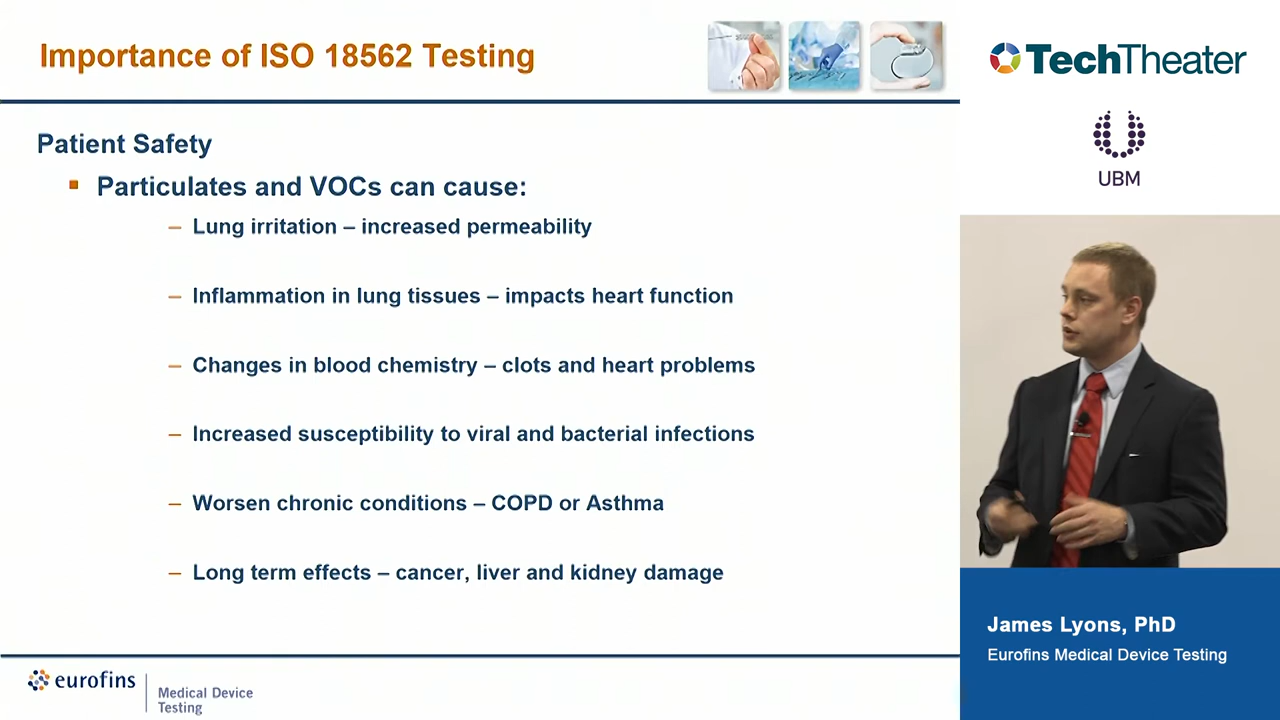 Importance of ISO 18562 Testing
Patient Safety
Particulates and VOCs can cause:
– Lung irritation – increased permeability
– Inflammation in lung tissues – impacts heart function
– Changes in blood chemistry – clots and heart problems
– Increased susceptibility to viral and bacterial infections
– Worsen chronic conditions – COPD or Asthma
– Long term effects – cancer, liver and kidney damage
eurofins
Medical Device
Testing
TechTheater
UBM
James Lyons, PhD
Eurofins Medical Device Testing